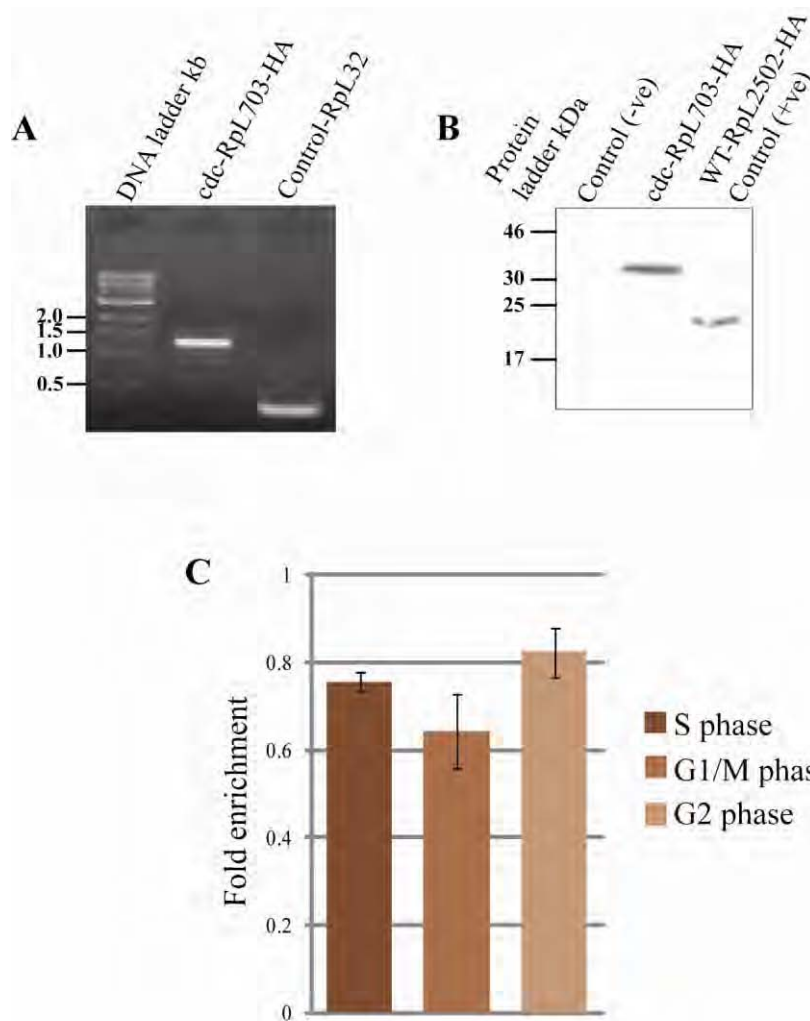 A
DNA ladder kb
cdc-RpL703-HA
Control-RpL32
2.0
1.5
1.0
0.5
B
Protein
ladder kDa
Control (-ve)
cdc-RpL703-HA
WT-RpL2502-HA
Control (+ve)
46
30
25
17
C
Fold enrichment
1
0.8
0.6
0.4
0.2
0
S phase
G1/M phas
G2 phase